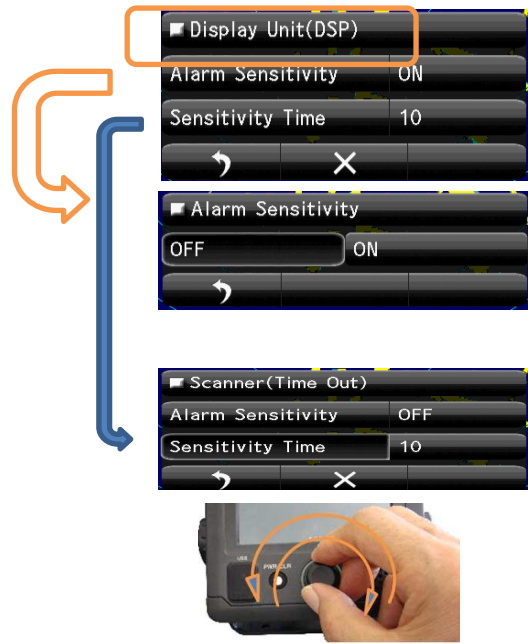 Display Unit(DSP)
Alarm Sensitivity ON
Sensitivity Time 10
Alarm Sensitivity
OFF ON
Scanner(Time Out)
Alarm Sensitivity OFF
Sensitivity Time 10
USB PWR/CLR